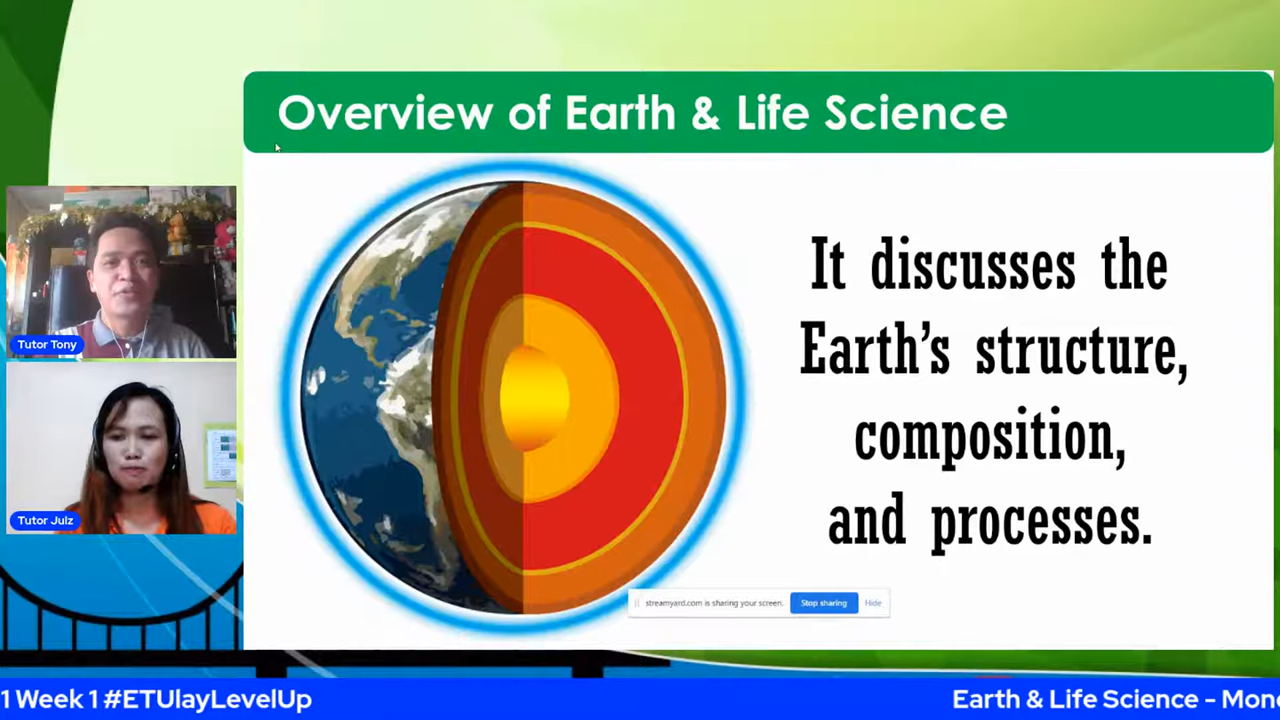 Overview of Earth & Life Science
It discusses the
Earth's structure,
composition,
and processes.
Tutor Tony
Tutor Julz
streamyard.com is sharing your screen.
Stop sharing
Hide
1 Week 1 #ETUlayLevelUp
Earth & Life Science - Mon